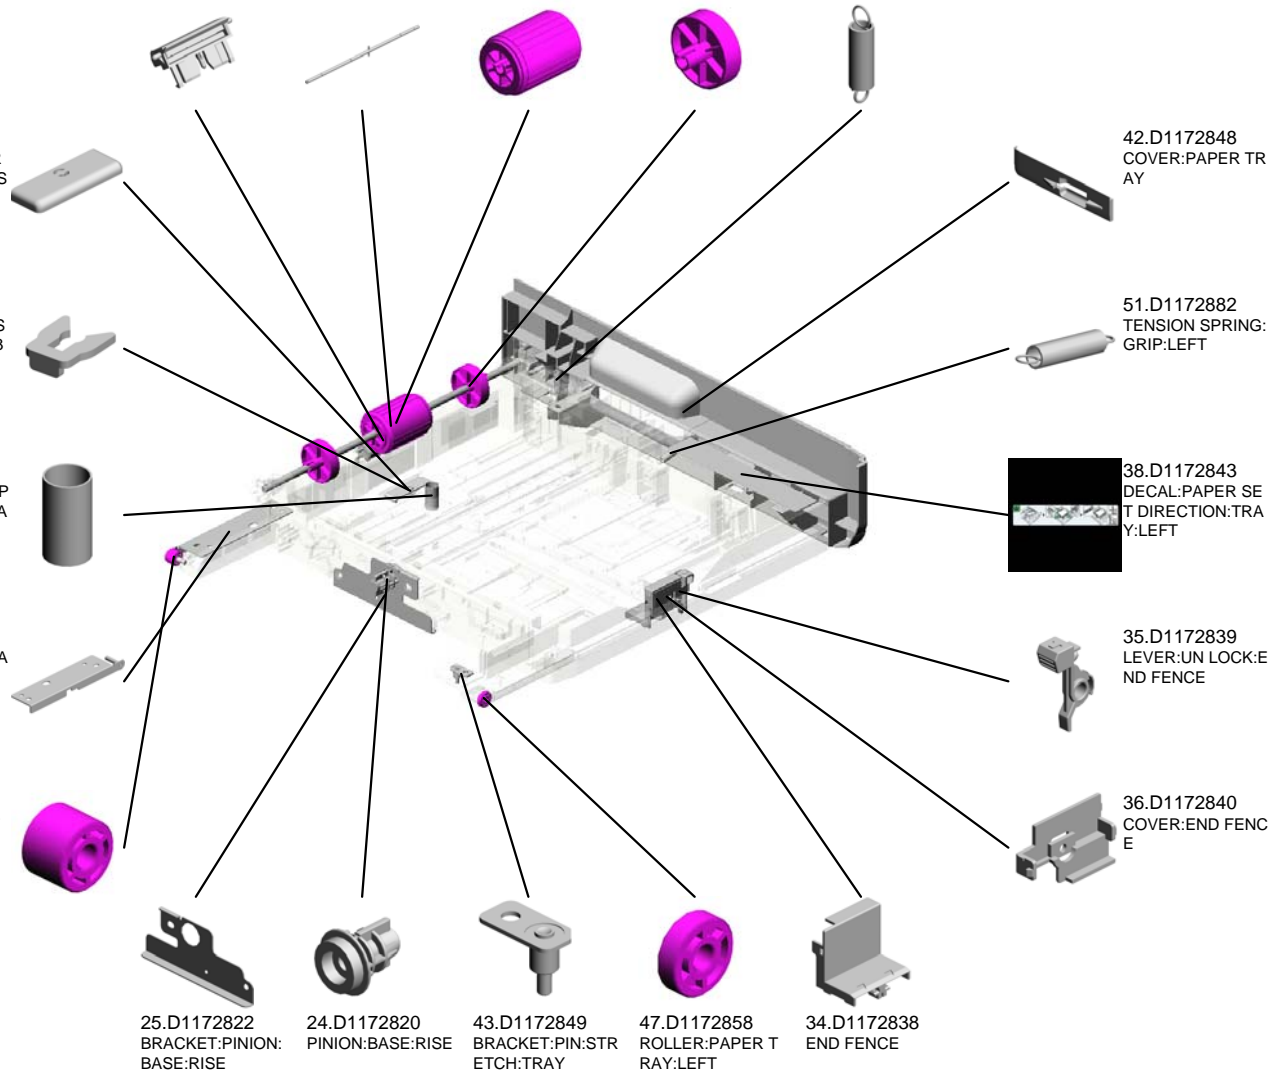 42.D1172848
COVER:PAPER TR
AY
51.D1172882
TENSION SPRING:
GRIP:LEFT
38.D1172843
DECAL:PAPER SE
T DIRECTION:TRA
Y:LEFT
35.D1172839
LEVER:UN LOCK:E
ND FENCE
36.D1172840
COVER:END FENC
E
S
S
3
P
A
A
25.D1172822
BRACKET:PINION:
BASE:RISE
24.D1172820
PINION:BASE:RISE
43.D1172849
BRACKET:PIN:STR
ETCH:TRAY
47.D1172858
ROLLER:PAPER T
RAY:LEFT
34.D1172838
END FENCE